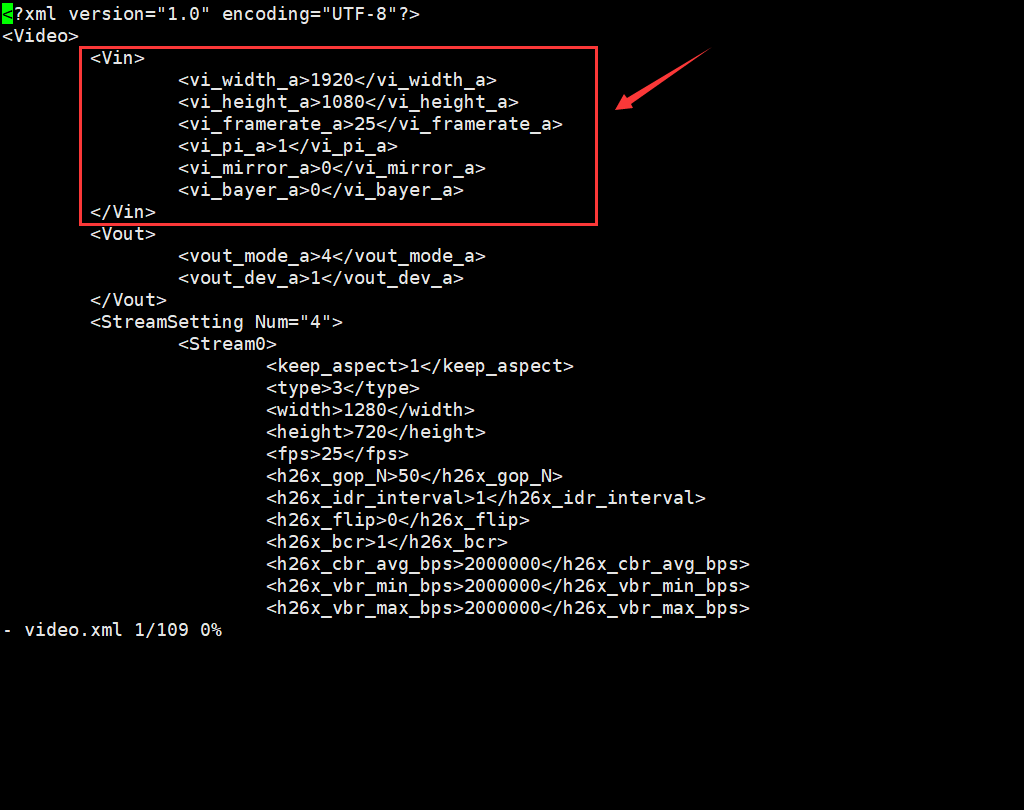 <?xml version="1.0" encoding="UTF-8"?>
<Video>
        <Vin>
                <vi_width_a>1920</vi_width_a>
                <vi_height_a>1080</vi_height_a>
                <vi_framerate_a>25</vi_framerate_a>
                <vi_pi_a>1</vi_pi_a>
                <vi_mirror_a>0</vi_mirror_a>
                <vi_bayer_a>0</vi_bayer_a>
        </Vin>
        <Vout>
                <vout_mode_a>4</vout_mode_a>
                <vout_dev_a>1</vout_dev_a>
        </Vout>
        <StreamSetting Num="4">
                <Stream0>
                        <keep_aspect>1</keep_aspect>
                        <type>3</type>
                        <width>1280</width>
                        <height>720</height>
                        <fps>25</fps>
                        <h26x_gop_N>50</h26x_gop_N>
                        <h26x_idr_interval>1</h26x_idr_interval>
                        <h26x_flip>0</h26x_flip>
                        <h26x_bcr>1</h26x_bcr>
                        <h26x_cbr_avg_bps>2000000</h26x_cbr_avg_bps>
                        <h26x_vbr_min_bps>2000000</h26x_vbr_min_bps>
                        <h26x_vbr_max_bps>2000000</h26x_vbr_max_bps>
- video.xml 1/109 0%